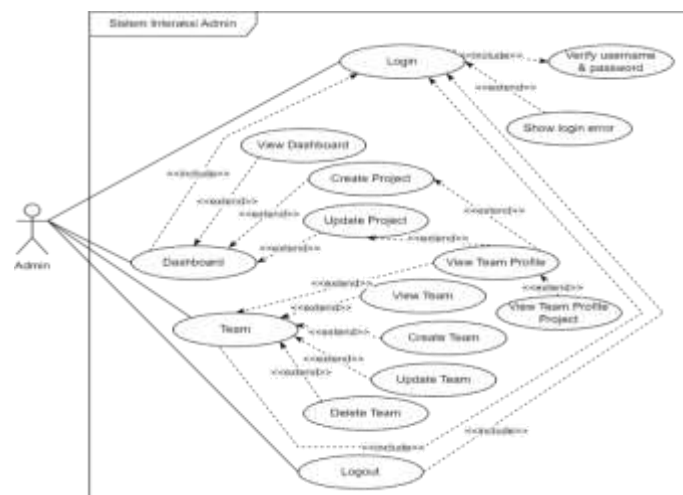 Sistem Interaksi Admin
Login
<<include>>
Verify username
& password
<<extend>>
Show login error
View Dashboard
<<include>>
Create Project
<<extend>>
<<extend>>
Update Project
<<extend>>
<<extend>>
<<extend>>
Admin
Dashboard
View Team Profile
<<extend>>
<<extend>>
View Team
<<extend>>
View Team Profile
Project
Team
<<extend>>
Create Team
<<extend>>
Update Team
<<extend>>
Delete Team
<<include>>
<<include>>
Logout